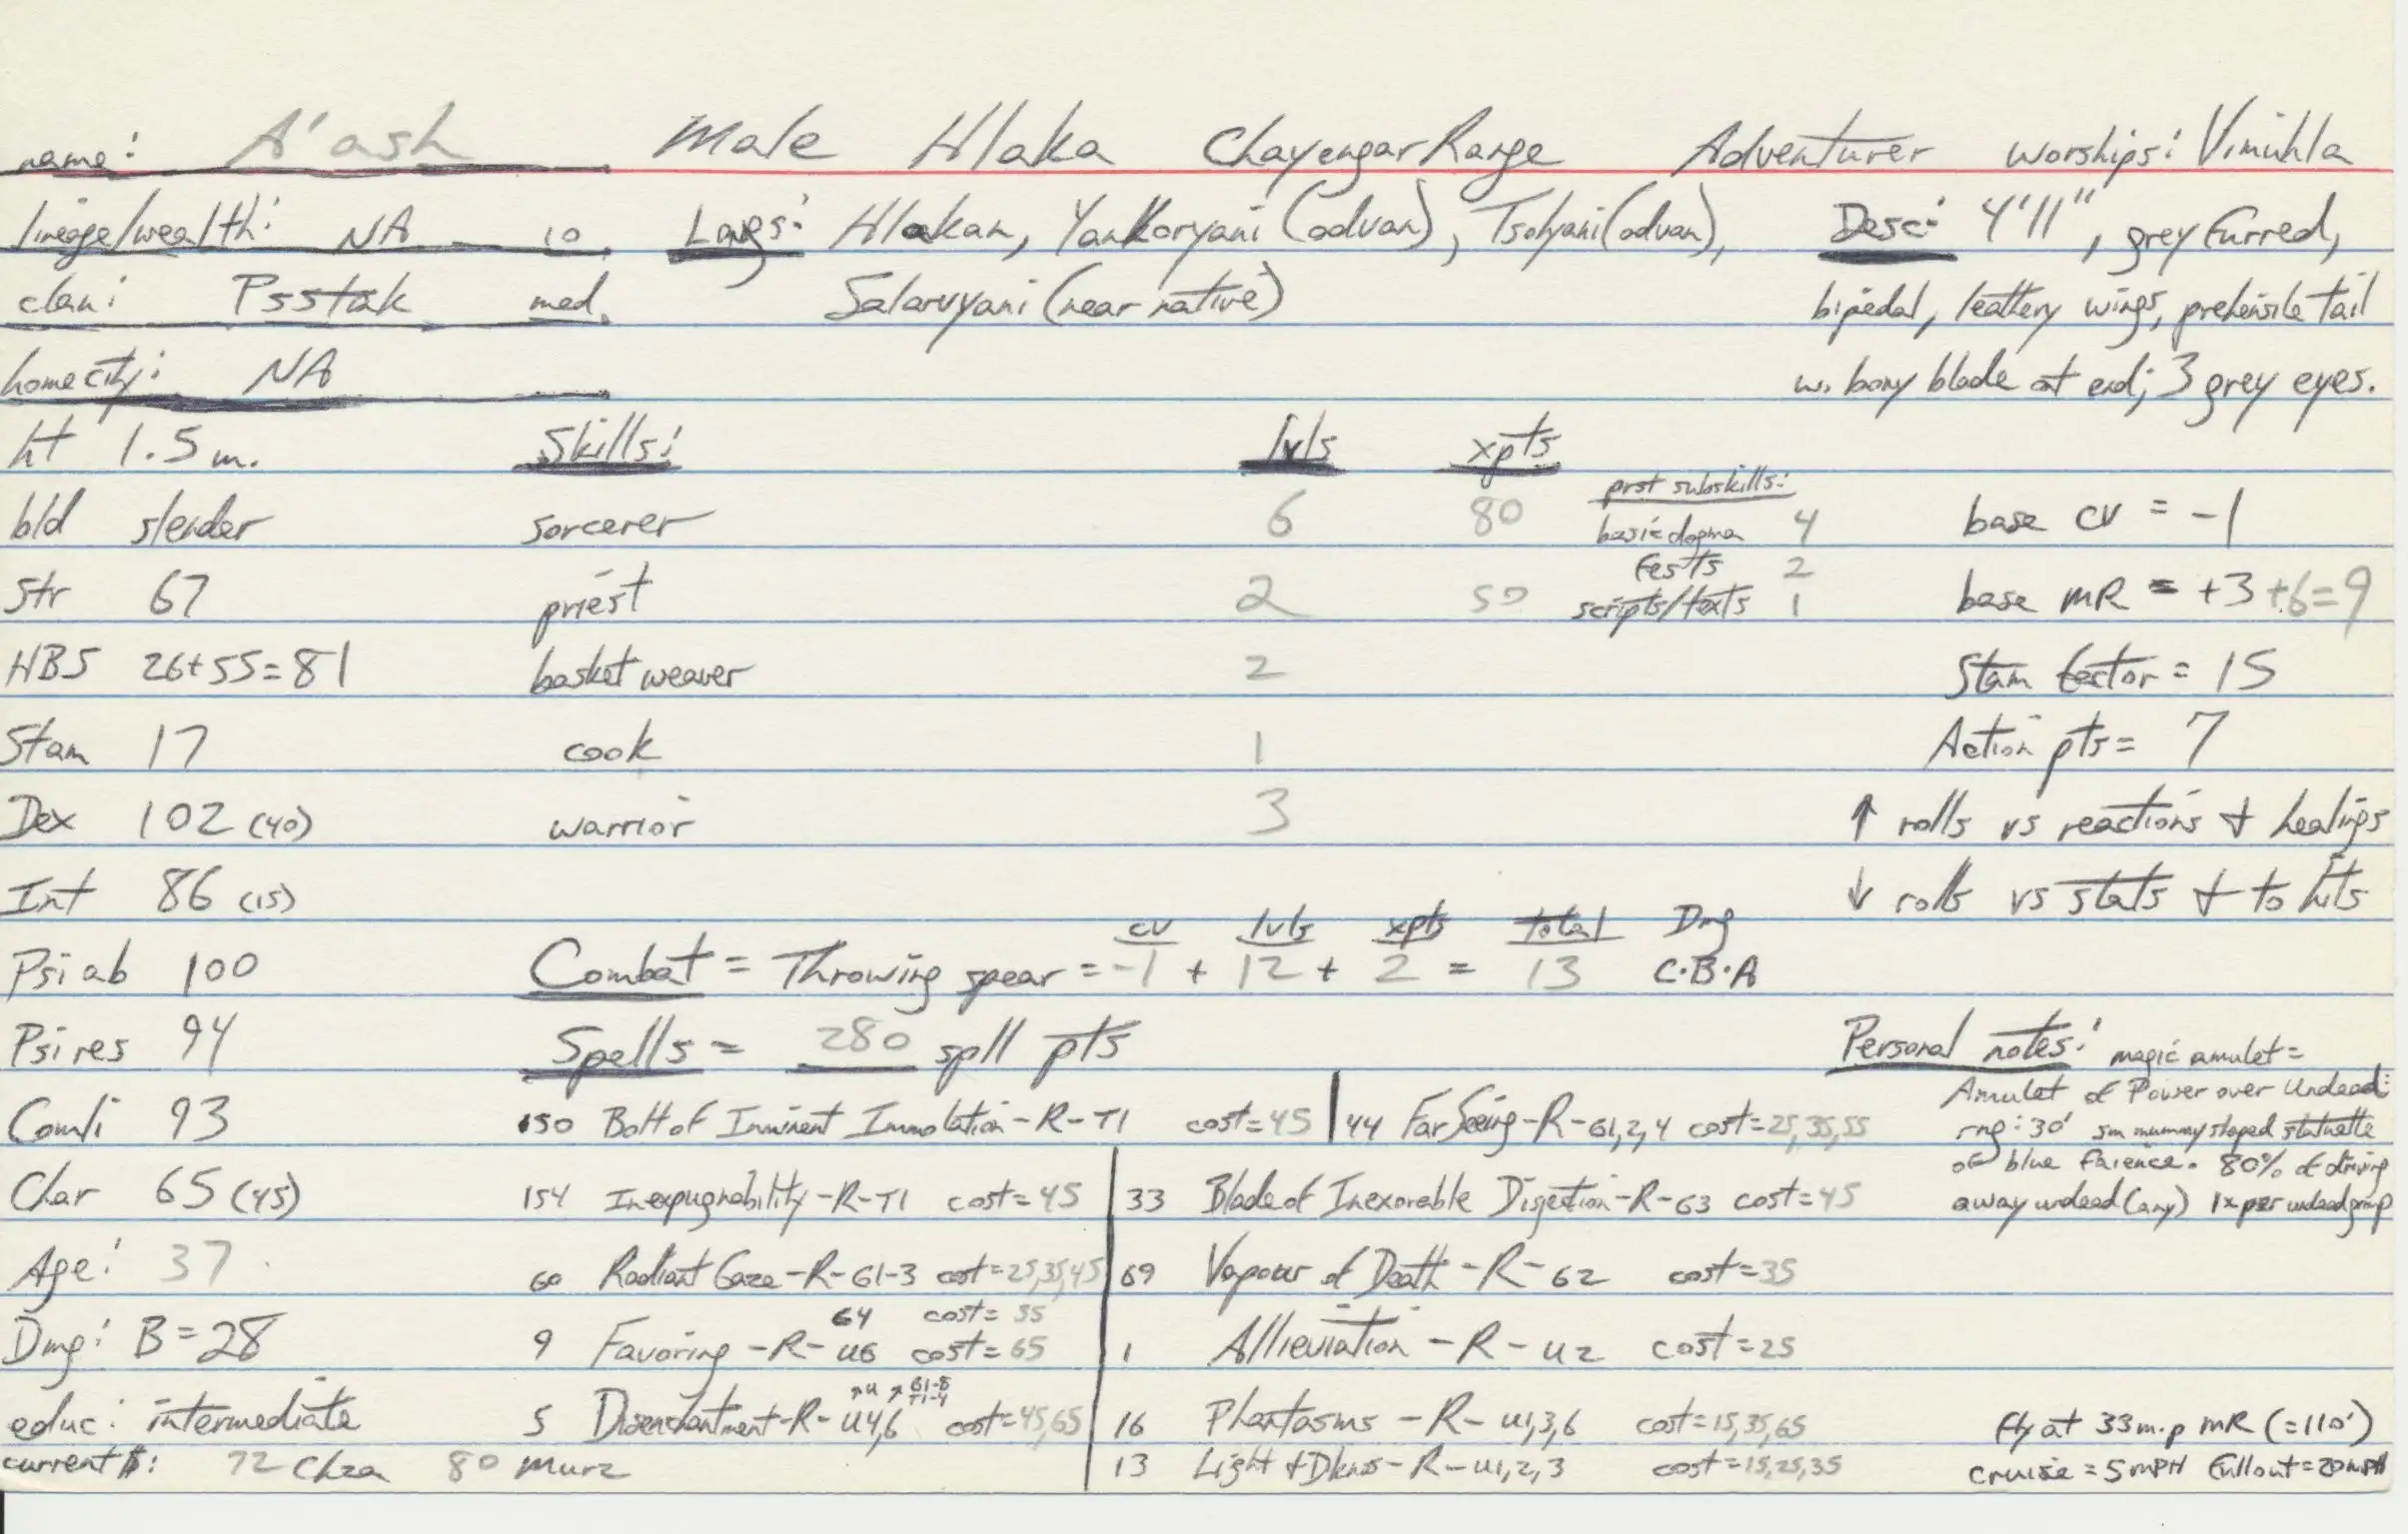 name: A'ash Male Hlaka Chayengar Range Adventurer worships: Vimuhla
lineage/wealth: NA 10 Langs: Hlakan, Yankoryani (advan), Tsolyani (advan), Desc: 4'11", grey furred,
clan: Psstak med. Salarvyani (near native) bipedal, leathery wings, prehensile tail
home city: NA w. bony blade at end; 3 grey eyes.
ht 1.5 m. Skills: lvls xpts
prst subskills:
bld slender sorcerer 6 80 basic dogma 4 base cv = -1
fests 2
Str 67 priest 2 50 scripts/texts 1 base mR = +3 +6=9
HBS 26+55=81 basket weaver 2 Stam factor = 15
Stam 17 cook 1 Action pts = 7
Dex 102 (40) warrior 3 ↑ rolls vs reactions + healings
Int 86 (15) ↓ rolls vs stats + to hits
cv lvls xpts total Dmg
Psi ab 100 Combat = Throwing spear = -1 + 12 + 2 = 13 C·B·A
Psi res 94 Spells = 280 spll pts Personal notes: magic amulet =
Amulet of Power over Undead:
Comli 93 150 Bolt of Iminent Immolation-R-T1 cost=45 44 Far Seeing-R-G1,2,4 cost=25,35,55 rng: 30' sm mummy shaped statuette
of blue faience. 80% of driving
Char 65 (45) 154 Inexpugnability-R-T1 cost=45 33 Blade of Inexorable Disjection-R-G3 cost=45 away undead (any) 1x per undead group
Age: 37 60 Radiant Gaze-R-G1-3 cost=25,35,45 69 Vapour of Death-R-G2 cost=35
G4 cost= 55
Dmg: B=28 9 Favoring-R-U6 cost=65 1 Allieviation-R-U2 cost=25
↑U ↗ G1-8
T1-4
educ: intermediate 5 Disenchantment-R-U4,6 cost=45,65 16 Phantasms-R-U1,3,6 cost=15,35,65 fly at 33 m. p mR (=110')
current $: 72 Chza 80 Murz 13 Light + Dknss-R-U1,2,3 cost=15,25,35 cruise = 5 MPH Full out = 20 MPH